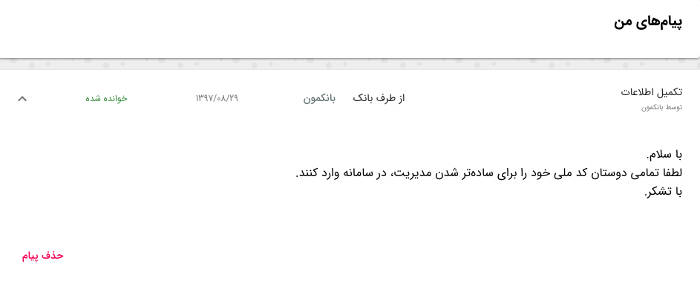 پیام‌های من
تکمیل اطلاعات
توسط بانکمون
از طرف بانک
بانکمون
۱۳۹۷/۰۸/۲۹
خوانده شده
با سلام.
لطفا تمامی دوستان کد ملی خود را برای ساده‌تر شدن مدیریت، در سامانه وارد کنند.
با تشکر.
حذف پیام